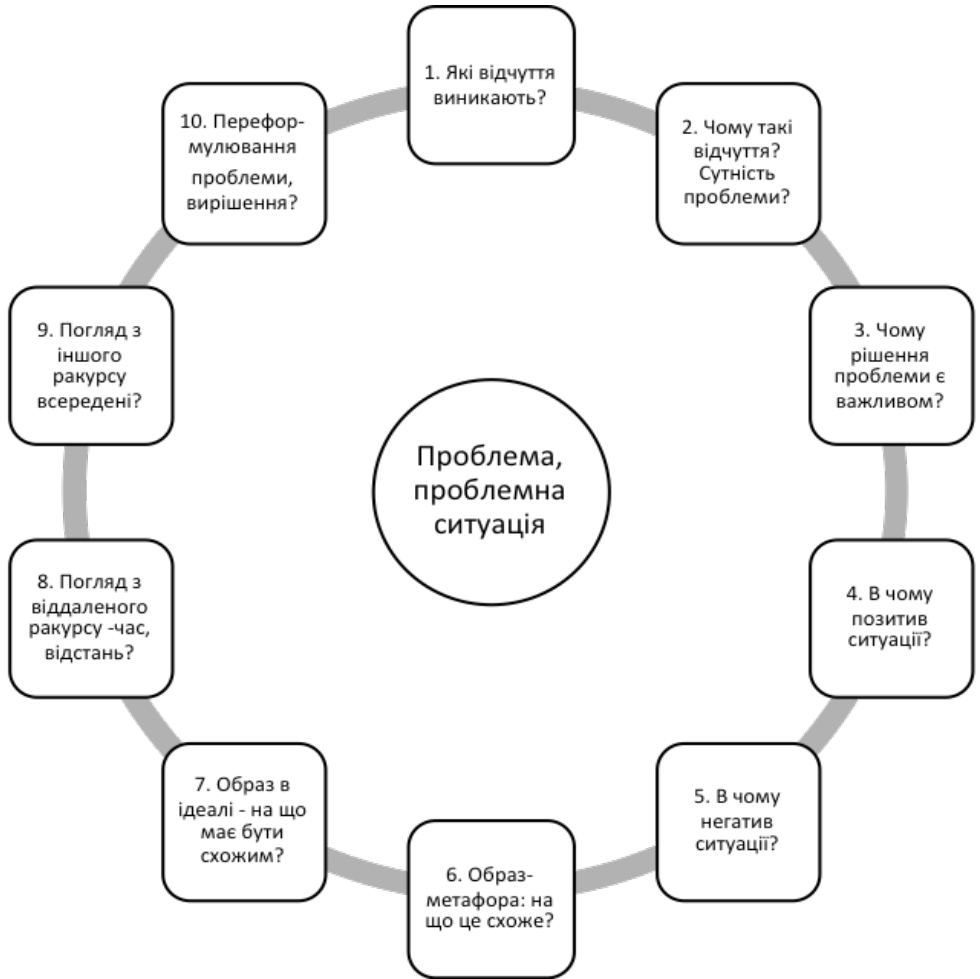 1. Які відчуття
виникають?
2. Чому такі
відчуття?
Сутність
проблеми?
3. Чому
рішення
проблеми є
важливом?
4. В чому
позитив
ситуації?
5. В чому
негатив
ситуації?
6. Образ-
метафора: на
що це схоже?
7. Образ в
ідеалі - на що
має бути
схожим?
8. Погляд з
віддаленого
ракурсу -час,
відстань?
9. Погляд з
іншого
ракурсу
всередені?
10. Перефор-
мулювання
проблеми,
вирішення?
Проблема,
проблемна
ситуація